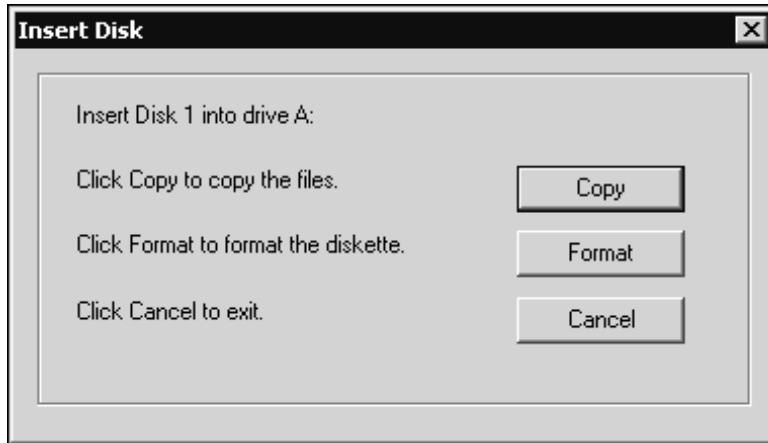 Insert Disk
Insert Disk 1 into drive A:
Click Copy to copy the files.
Copy
Click Format to format the diskette.
Format
Click Cancel to exit.
Cancel